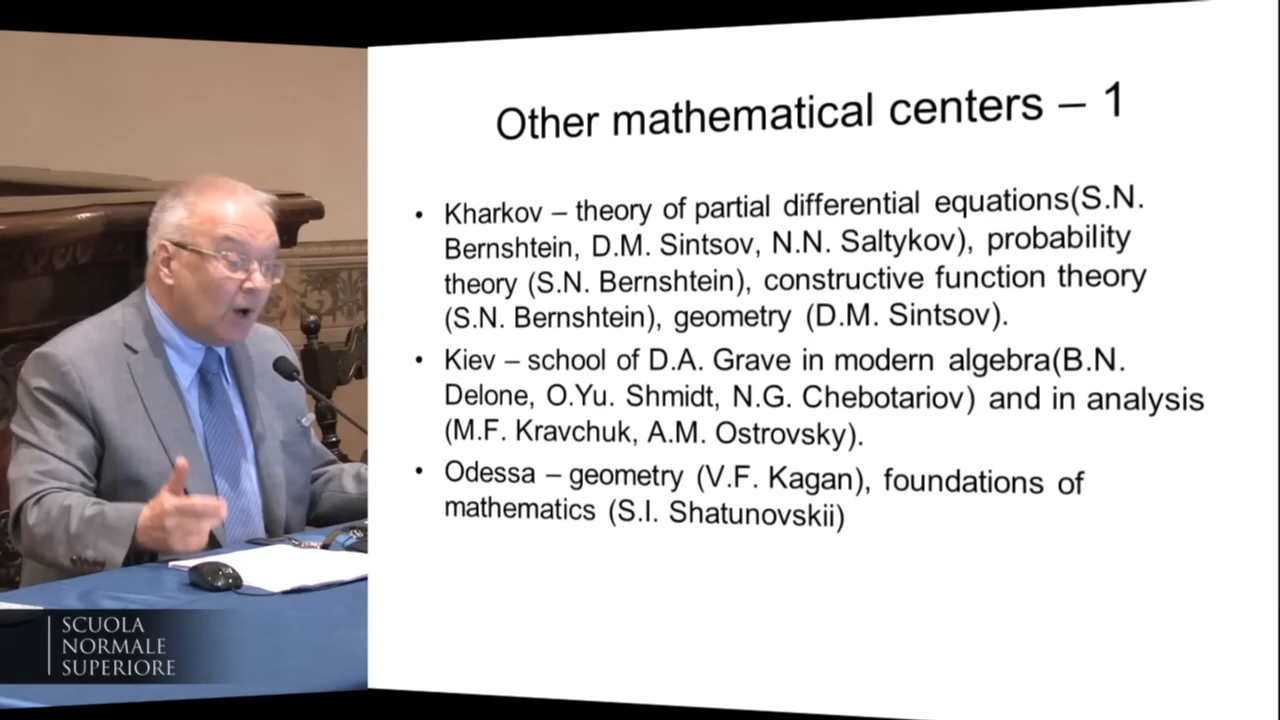 Other mathematical centers – 1
• Kharkov – theory of partial differential equations(S.N.
Bernshtein, D.M. Sintsov, N.N. Saltykov), probability
theory (S.N. Bernshtein), constructive function theory
(S.N. Bernshtein), geometry (D.M. Sintsov).
• Kiev – school of D.A. Grave in modern algebra(B.N.
Delone, O.Yu. Shmidt, N.G. Chebotariov) and in analysis
(M.F. Kravchuk, A.M. Ostrovsky).
• Odessa – geometry (V.F. Kagan), foundations of
mathematics (S.I. Shatunovskii)
SCUOLA
NORMALE
SUPERIORE